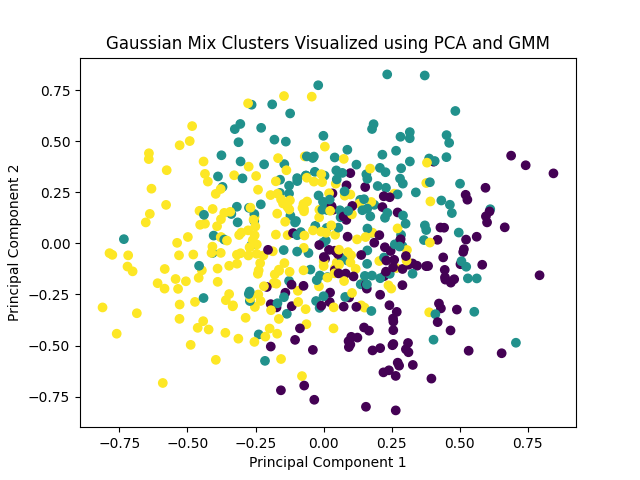 Gaussian Mix Clusters Visualized using PCA and GMM
0.75
0.50
0.25
0.00
−0.25
−0.50
−0.75
Principal Component 2
−0.75 −0.50 −0.25 0.00 0.25 0.50 0.75
Principal Component 1